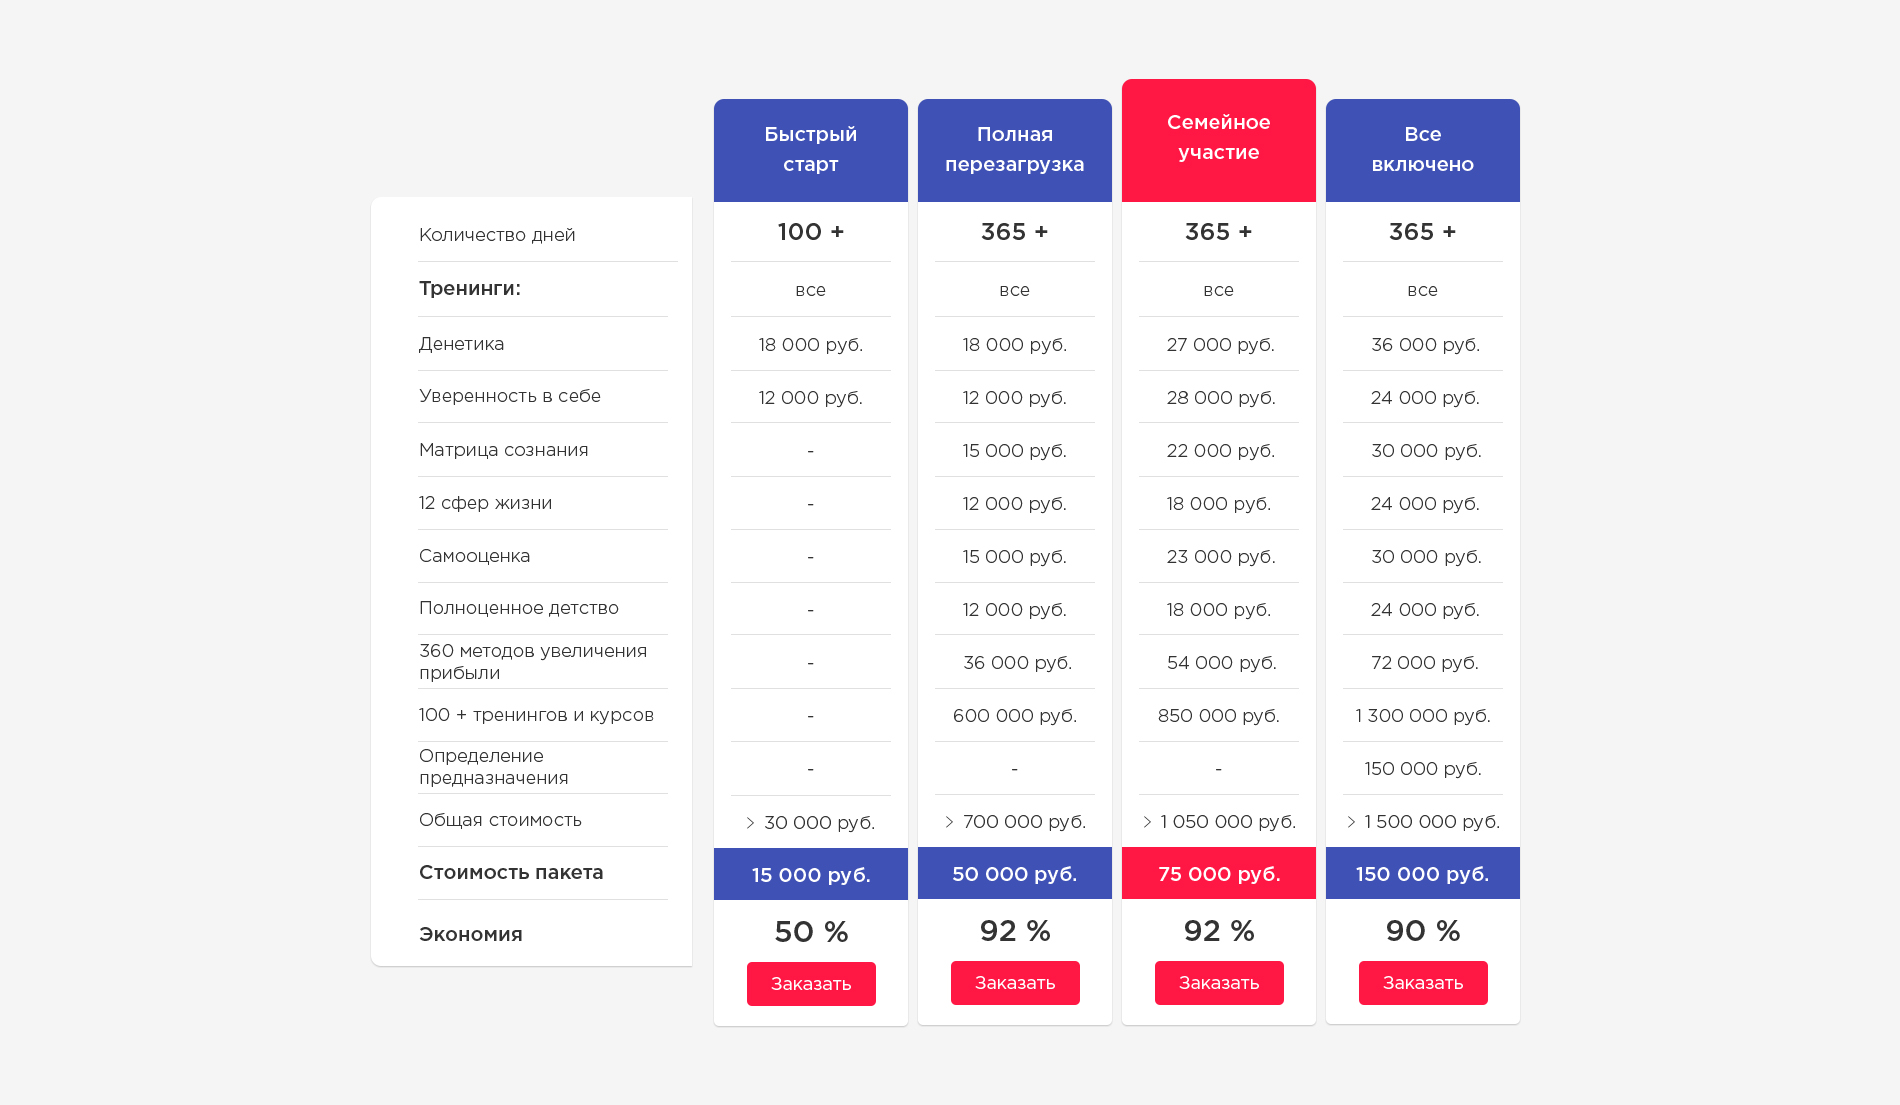 Быстрый
старт
Полная
перезагрузка
Семейное
участие
Все
включено
Количество дней
100 +
365 +
365 +
365 +
Тренинги:
все
все
все
все
Денетика
18 000 руб.
18 000 руб.
27 000 руб.
36 000 руб.
Уверенность в себе
12 000 руб.
12 000 руб.
28 000 руб.
24 000 руб.
Матрица сознания
-
15 000 руб.
22 000 руб.
30 000 руб.
12 сфер жизни
-
12 000 руб.
18 000 руб.
24 000 руб.
Самооценка
-
15 000 руб.
23 000 руб.
30 000 руб.
Полноценное детство
-
12 000 руб.
18 000 руб.
24 000 руб.
360 методов увеличения
прибыли
-
36 000 руб.
54 000 руб.
72 000 руб.
100 + тренингов и курсов
-
600 000 руб.
850 000 руб.
1 300 000 руб.
Определение
предназначения
-
-
-
150 000 руб.
Общая стоимость
> 30 000 руб.
> 700 000 руб.
> 1 050 000 руб.
> 1 500 000 руб.
Стоимость пакета
15 000 руб.
50 000 руб.
75 000 руб.
150 000 руб.
Экономия
50 %
92 %
92 %
90 %
Заказать
Заказать
Заказать
Заказать